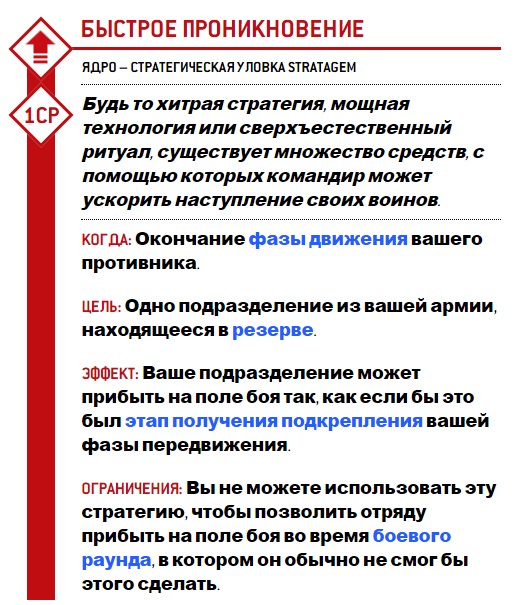 БЫСТРОЕ ПРОНИКНОВЕНИЕ
ЯДРО – СТРАТЕГИЧЕСКАЯ УЛОВКА STRATAGEM
1CP
Будь то хитрая стратегия, мощная
технология или сверхъестественный
ритуал, существует множество средств, с
помощью которых командир может
ускорить наступление своих воинов.
КОГДА: Окончание фазы движения вашего
противника.
ЦЕЛЬ: Одно подразделение из вашей армии,
находящееся в резерве.
ЭФФЕКТ: Ваше подразделение может
прибыть на поле боя так, как если бы это
был этап получения подкрепления вашей
фазы передвижения.
ОГРАНИЧЕНИЯ: Вы не можете использовать эту
стратегию, чтобы позволить отряду
прибыть на поле боя во время боевого
раунда, в котором он обычно не смог бы
этого сделать.